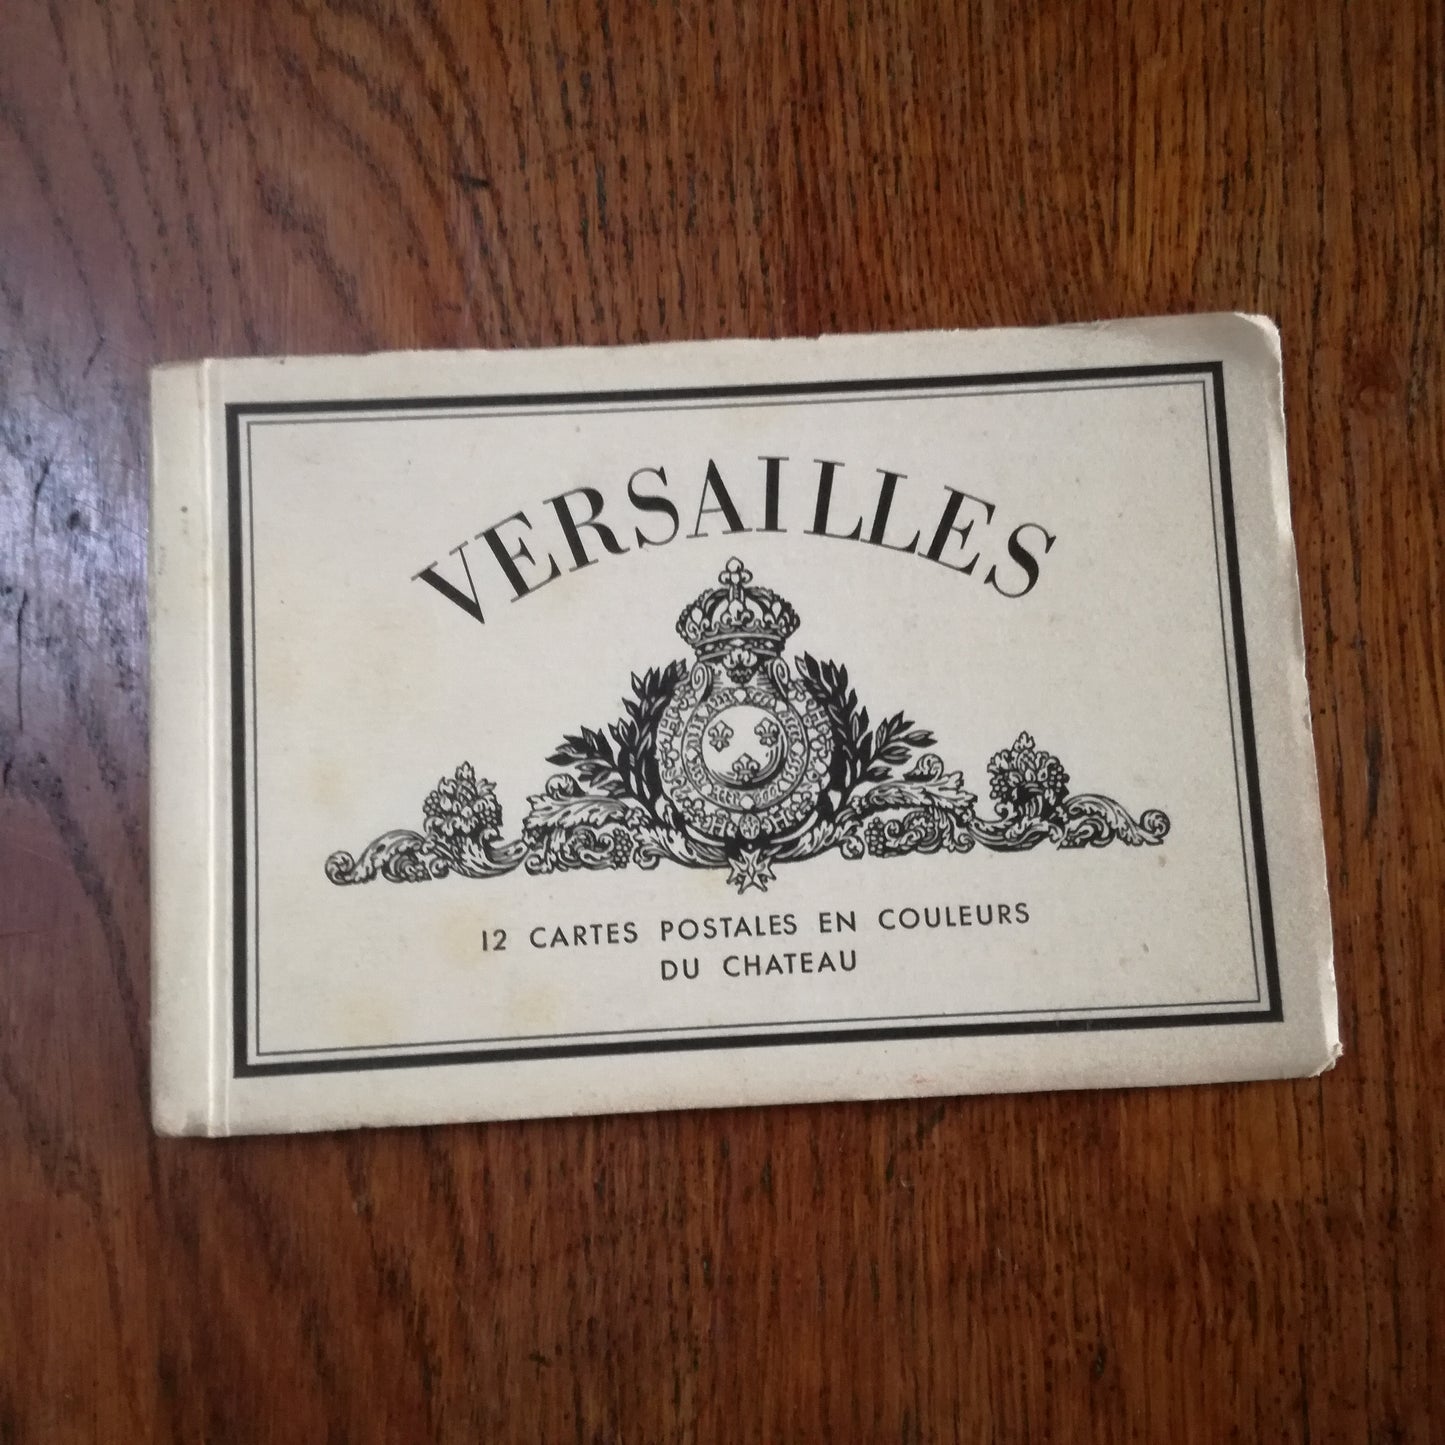 VERSAILLES
12 CARTES POSTALES EN COULEURS
DU CHATEAU